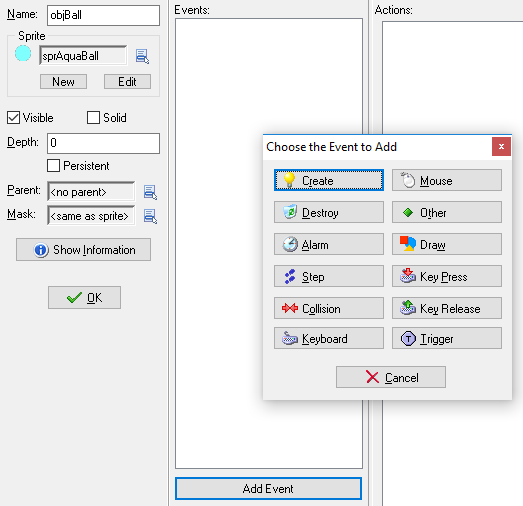 Name: objBall
Sprite
sprAquaBall
New Edit
Visible Solid
Depth: 0
Persistent
Parent: <no parent>
Mask: <same as sprite>
Show Information
OK
Events:
Add Event
Actions:
Choose the Event to Add
x
Create Mouse
Destroy Other
Alarm Draw
Step Key Press
Collision Key Release
Keyboard T Trigger
Cancel